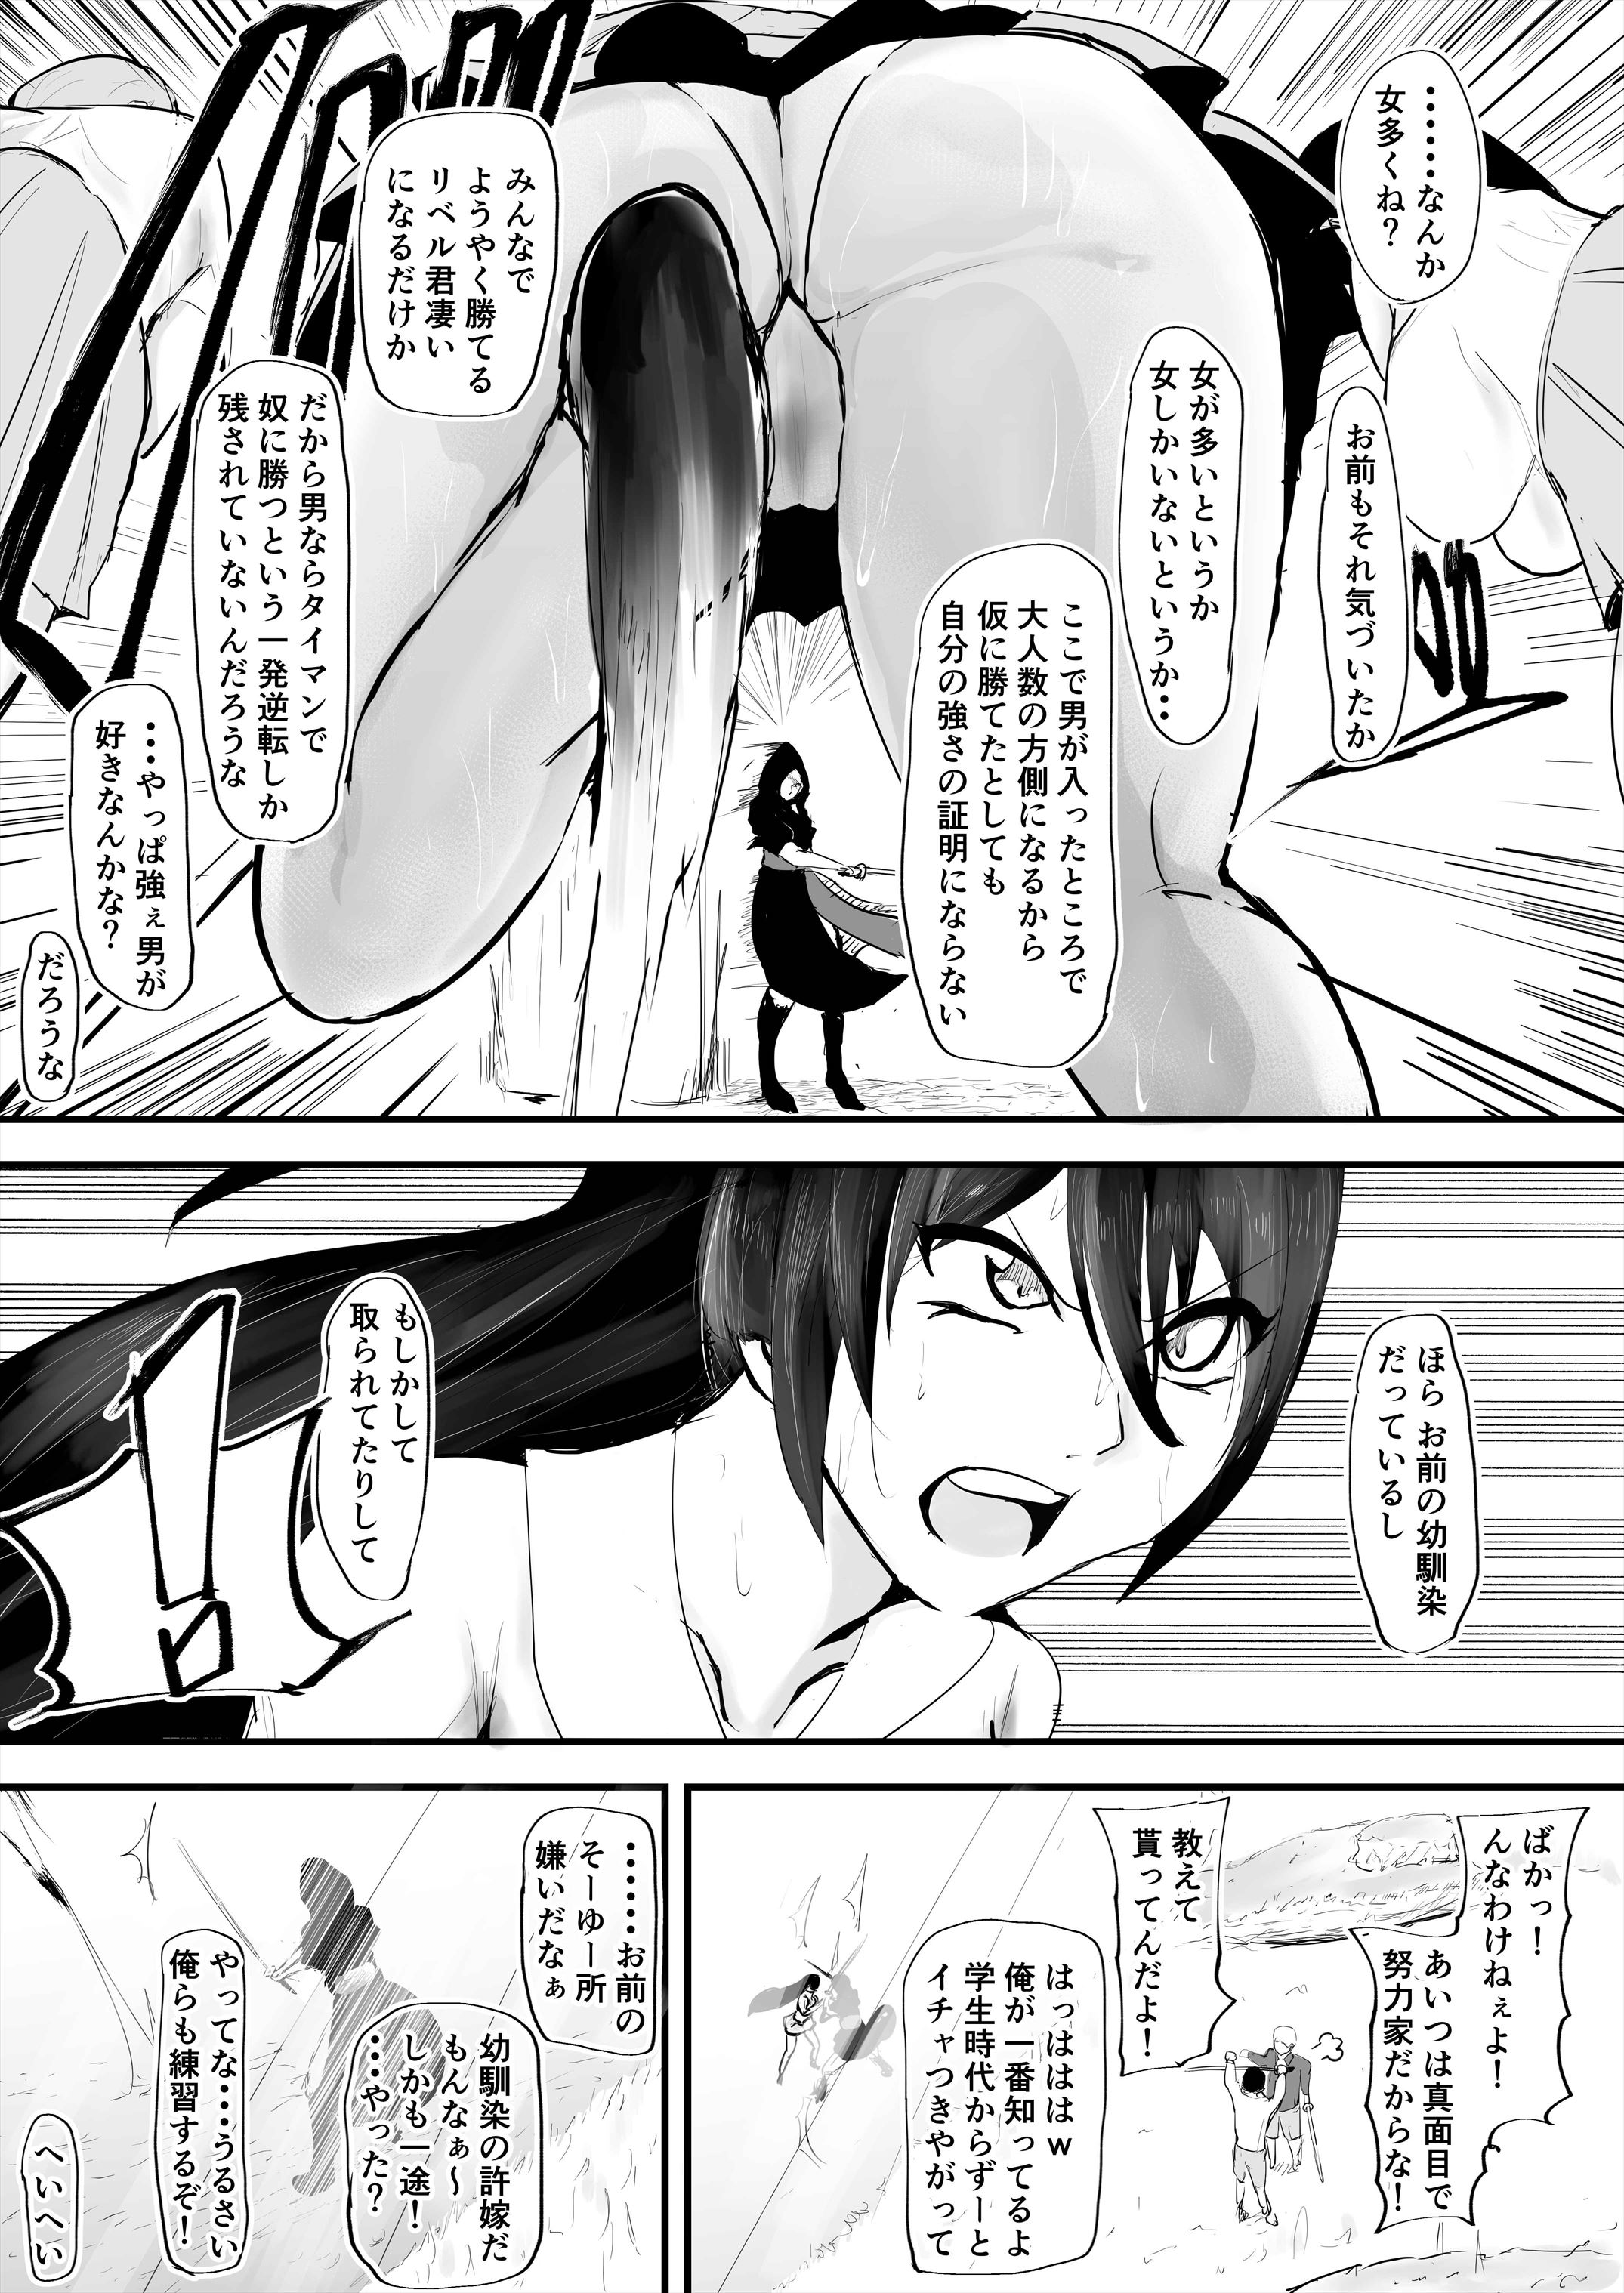 ・・・・・・なんか
女多くね？
お前もそれ気づいたか
女が多いというか
女しかいないというか・・
ここで男が入ったところで
大人数の方側になるから
仮に勝てたとしても
自分の強さの証明にならない
みんなで
ようやく勝てる
リベル君凄い
になるだけか
だから男ならタイマンで
奴に勝つという一発逆転しか
残されていないんだろうな
・・・やっぱ強ぇ男が
好きなんかな？
だろうな
ほら お前の幼馴染
だっているし
もしかして
取られてたりして
ばかっ！
んなわけねぇよ！
あいつは真面目で
努力家だからな！
教えて
貰ってんだよ！
はっはははｗ
俺が一番知ってるよ
学生時代からずーと
イチャつきやがって
・・・・・・お前の
そーゆー所
嫌いだなぁ
幼馴染の許嫁だ
もんなぁ～
しかも一途！
・・・やった？
やってな・・・うるさい
俺らも練習するぞ！
へいへい